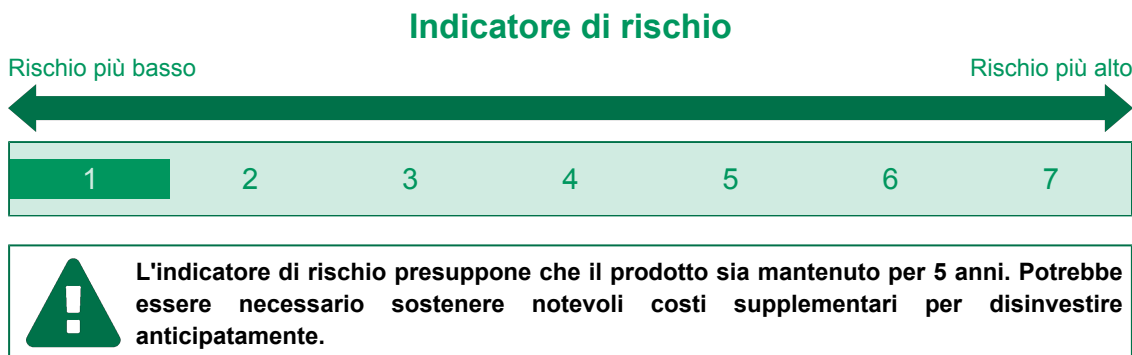 Indicatore di rischio
Rischio più basso Rischio più alto
1 2 3 4 5 6 7
L'indicatore di rischio presuppone che il prodotto sia mantenuto per 5 anni. Potrebbe
essere necessario sostenere notevoli costi supplementari per disinvestire
anticipatamente.